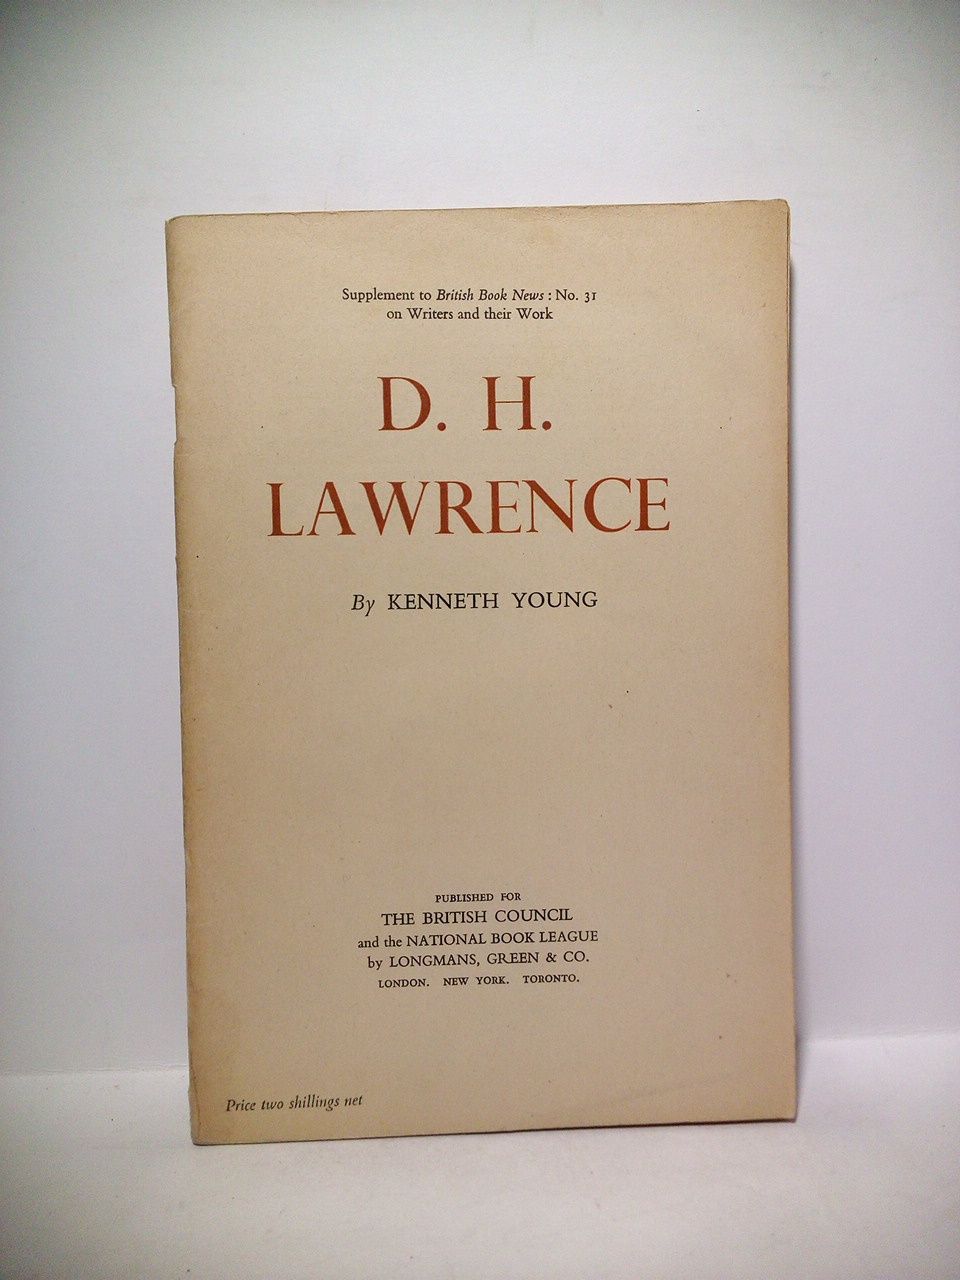 Supplement to British Book News : No. 31
on Writers and their Work
D. H.
LAWRENCE
By KENNETH YOUNG
PUBLISHED FOR
THE BRITISH COUNCIL
and the NATIONAL BOOK LEAGUE
by LONGMANS, GREEN & CO.
LONDON. NEW YORK. TORONTO.
Price two shillings net